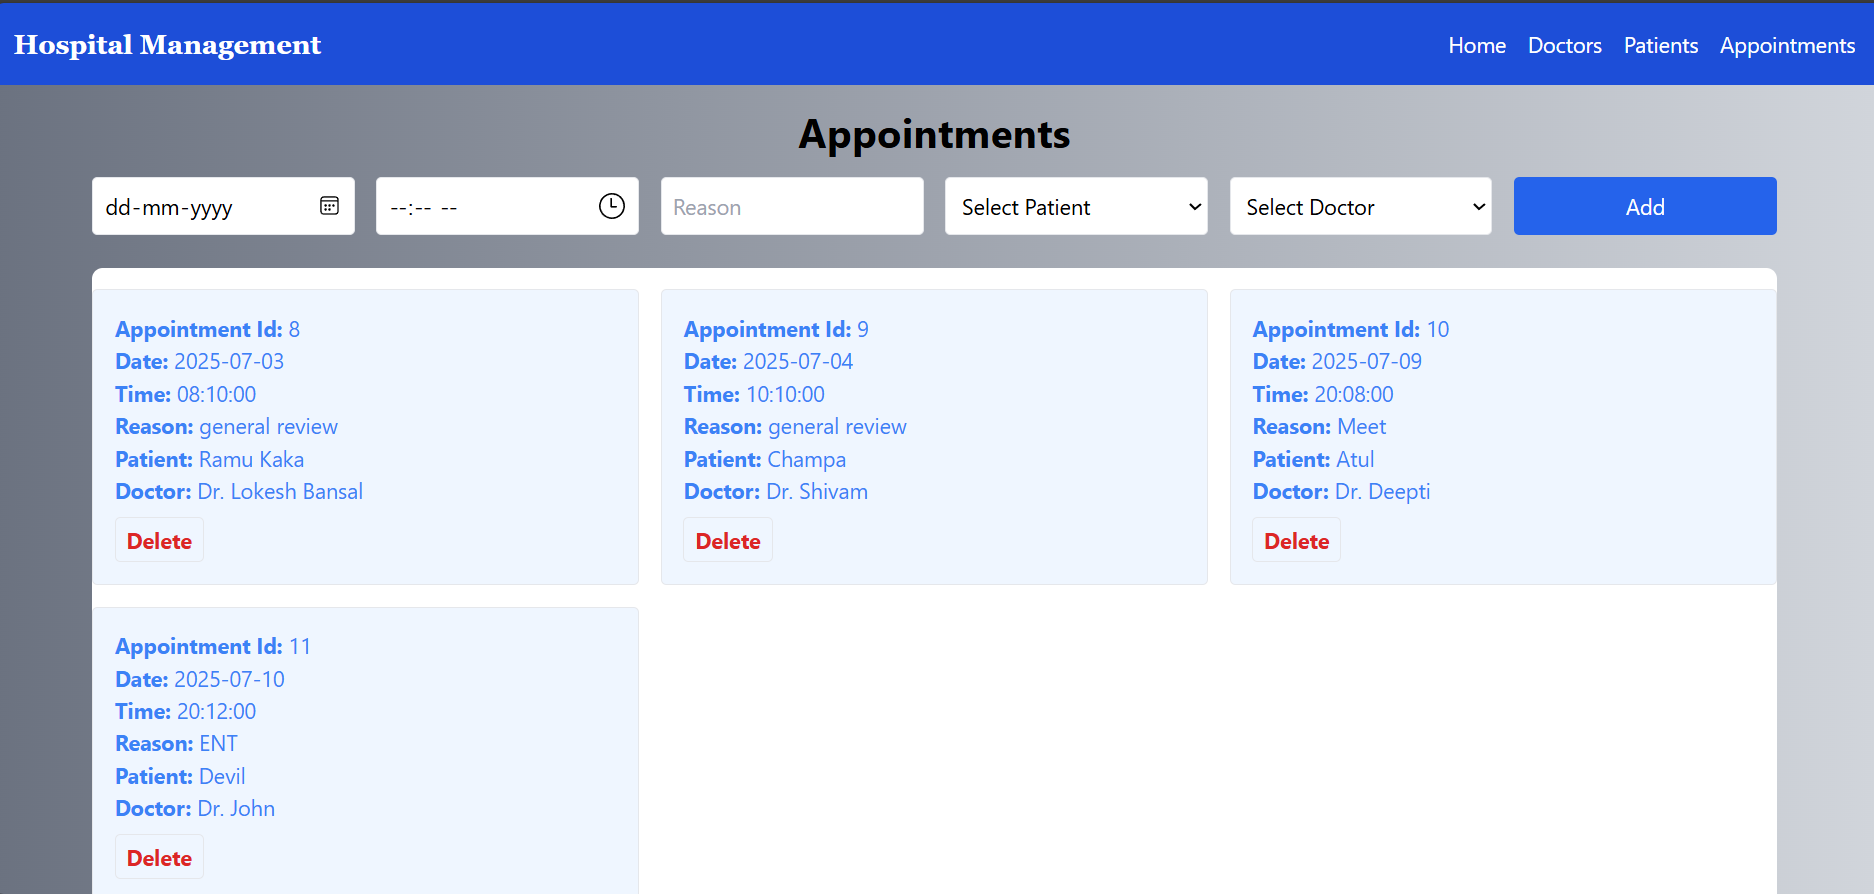 Hospital Management
Home Doctors Patients Appointments
Appointments
dd-mm-yyyy
--:-- --
Reason
Select Patient
Select Doctor
Add
Appointment Id: 8
Date: 2025-07-03
Time: 08:10:00
Reason: general review
Patient: Ramu Kaka
Doctor: Dr. Lokesh Bansal
Delete
Appointment Id: 9
Date: 2025-07-04
Time: 10:10:00
Reason: general review
Patient: Champa
Doctor: Dr. Shivam
Delete
Appointment Id: 10
Date: 2025-07-09
Time: 20:08:00
Reason: Meet
Patient: Atul
Doctor: Dr. Deepti
Delete
Appointment Id: 11
Date: 2025-07-10
Time: 20:12:00
Reason: ENT
Patient: Devil
Doctor: Dr. John
Delete